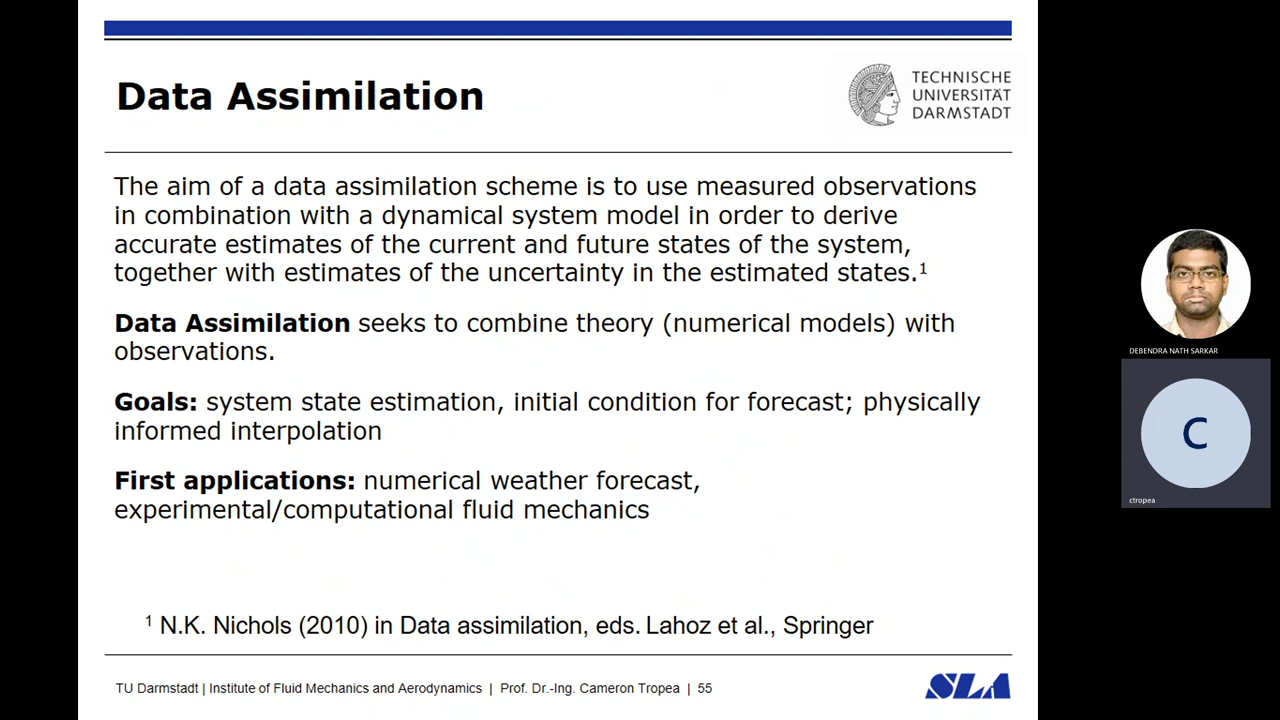 Data Assimilation
TECHNISCHE
UNIVERSITÄT
DARMSTADT
The aim of a data assimilation scheme is to use measured observations
in combination with a dynamical system model in order to derive
accurate estimates of the current and future states of the system,
together with estimates of the uncertainty in the estimated states.¹
Data Assimilation seeks to combine theory (numerical models) with
observations.
Goals: system state estimation, initial condition for forecast; physically
informed interpolation
First applications: numerical weather forecast,
experimental/computational fluid mechanics
¹ N.K. Nichols (2010) in Data assimilation, eds. Lahoz et al., Springer
TU Darmstadt | Institute of Fluid Mechanics and Aerodynamics | Prof. Dr.-Ing. Cameron Tropea | 55
SLA
DEBENDRA NATH SARKAR
C
ctropea